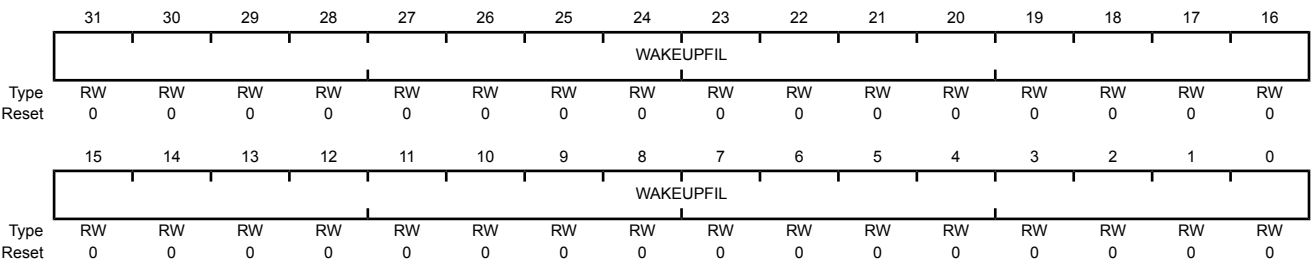 31 30 29 28 27 26 25 24 23 22 21 20 19 18 17 16
WAKEUPFIL
Type RW RW RW RW RW RW RW RW RW RW RW RW RW RW RW RW
Reset 0 0 0 0 0 0 0 0 0 0 0 0 0 0 0 0
15 14 13 12 11 10 9 8 7 6 5 4 3 2 1 0
WAKEUPFIL
Type RW RW RW RW RW RW RW RW RW RW RW RW RW RW RW RW
Reset 0 0 0 0 0 0 0 0 0 0 0 0 0 0 0 0